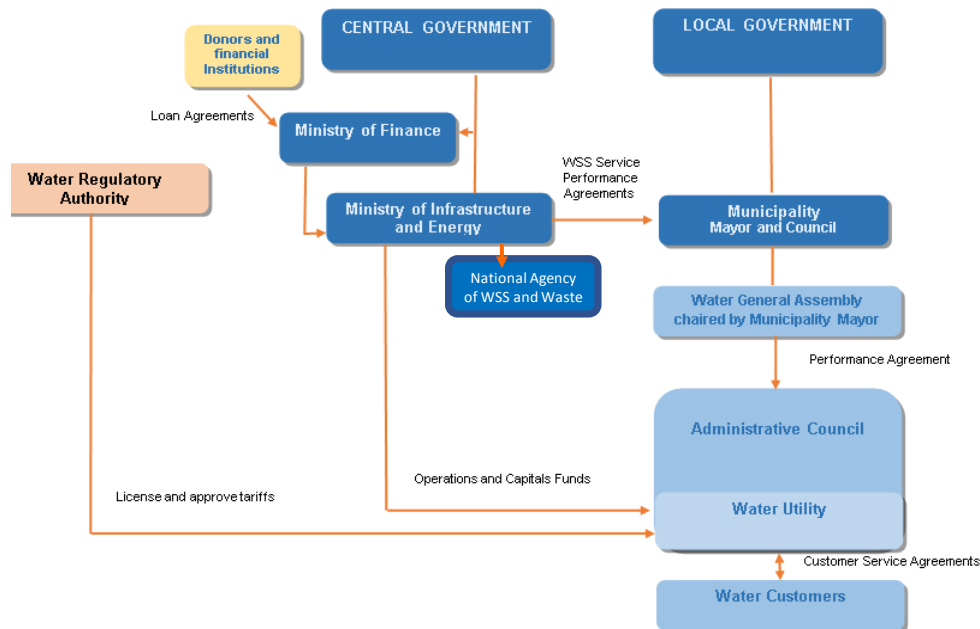 CENTRAL GOVERNMENT
LOCAL GOVERNMENT
Donors and
financial
Institutions
Loan Agreements
Ministry of Finance
WSS Service
Performance
Agreements
Water Regulatory
Authority
Ministry of Infrastructure
and Energy
Municipality
Mayor and Council
National Agency
of WSS and Waste
Water General Assembly
chaired by Municipality Mayor
Performance Agreement
Administrative Council
Operations and Capitals Funds
License and approve tariffs
Water Utility
Customer Service Agreements
Water Customers